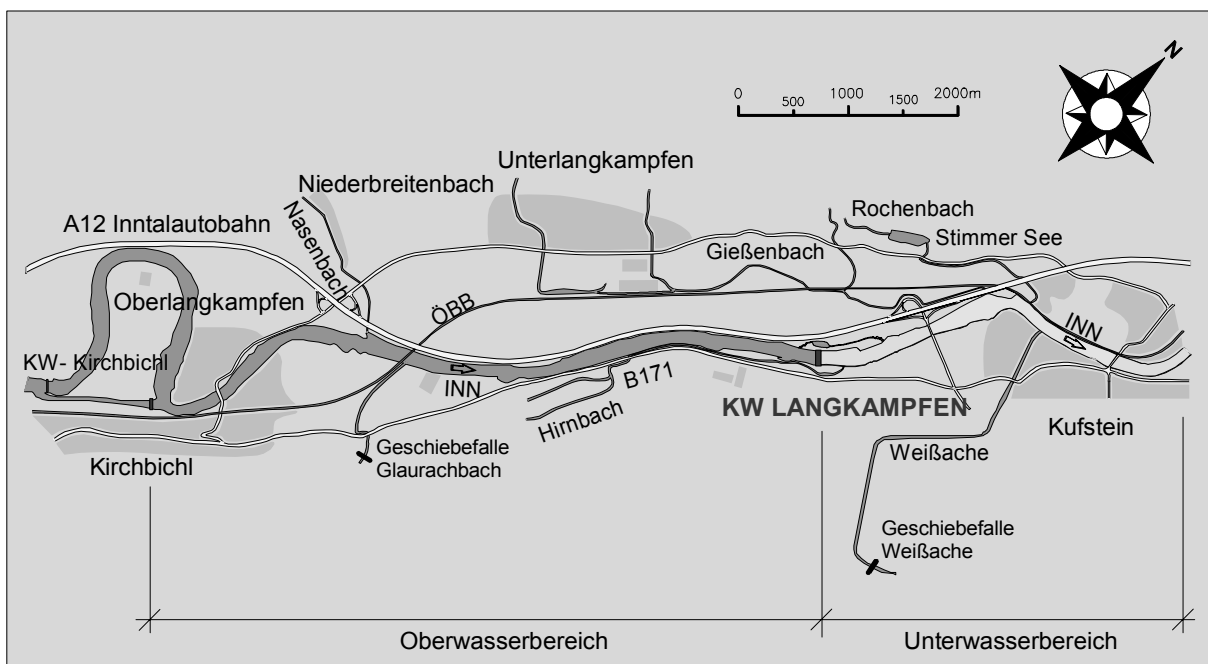 N
0 1000 2000m
500 1500
Unterlangkampfen
Niederbreitenbach
A12 Inntalautobahn
Nasenbach
Rochenbach
Stimmer See
Gießenbach
Oberlangkampfen
ÖBB
INN
KW- Kirchbichl
INN
B171
Hirnbach
KW LANGKAMPFEN
Kufstein
Geschiebefalle
Glaurachbach
Kirchbichl
Weißache
Geschiebefalle
Weißache
Oberwasserbereich
Unterwasserbereich